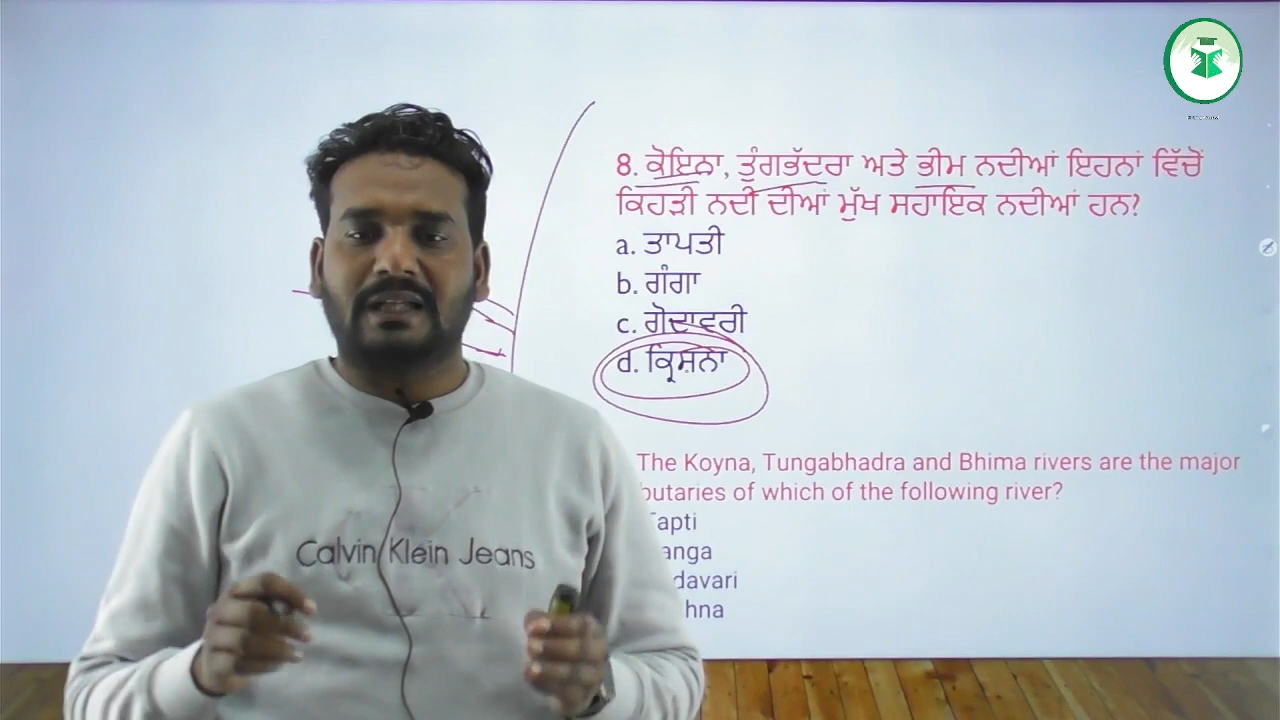 8. ਕੋਇਨਾ, ਤੁੰਗਭੱਦਰਾ ਅਤੇ ਭੀਮ ਨਦੀਆਂ ਇਹਨਾਂ ਵਿੱਚੋਂ
ਕਿਹੜੀ ਨਦੀ ਦੀਆਂ ਮੁੱਖ ਸਹਾਇਕ ਨਦੀਆਂ ਹਨ?
a. ਤਾਪਤੀ
b. ਗੰਗਾ
c. ਗੋਦਾਵਰੀ
d. ਕ੍ਰਿਸ਼ਨਾ
The Koyna, Tungabhadra and Bhima rivers are the major
butaries of which of the following river?
apti
anga
davari
hna
Calvin Klein Jeans